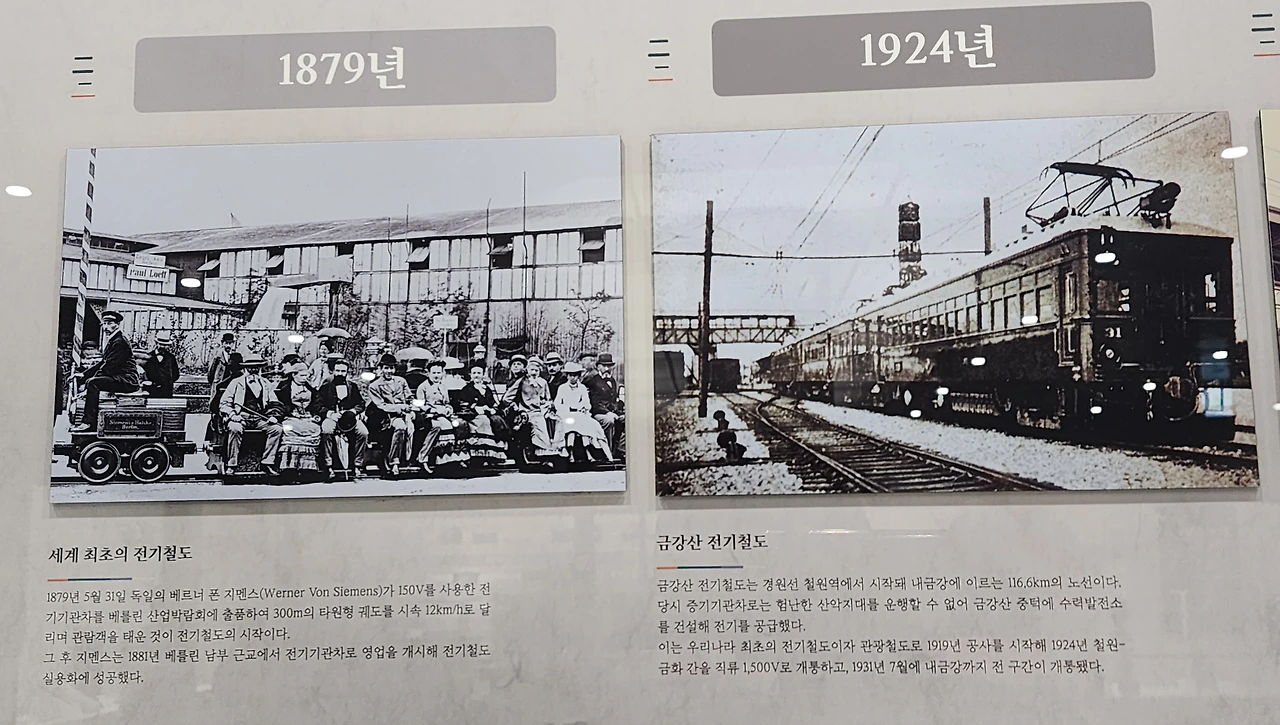 1879년
Paul Loeff
Siemens & Halske
Berlin.
세계 최초의 전기철도
1879년 5월 31일 독일의 베르너 폰 지멘스(Werner Von Siemens)가 150V를 사용한 전
기기관차를 베를린 산업박람회에 출품하여 300m의 타원형 궤도를 시속 12km/h로 달
리며 관람객을 태운 것이 전기철도의 시작이다.
그 후 지멘스는 1881년 베를린 남부 근교에서 전기기관차로 영업을 개시해 전기철도
실용화에 성공했다.
1924년
31
금강산 전기철도
금강산 전기철도는 경원선 철원역에서 시작돼 내금강에 이르는 116.6km의 노선이다.
당시 증기기관차로는 험난한 산악지대를 운행할 수 없어 금강산 중턱에 수력발전소
를 건설해 전기를 공급했다.
이는 우리나라 최초의 전기철도이자 관광철도로 1919년 공사를 시작해 1924년 철원-
금화 간을 직류 1,500V로 개통하고, 1931년 7월에 내금강까지 전 구간이 개통됐다.